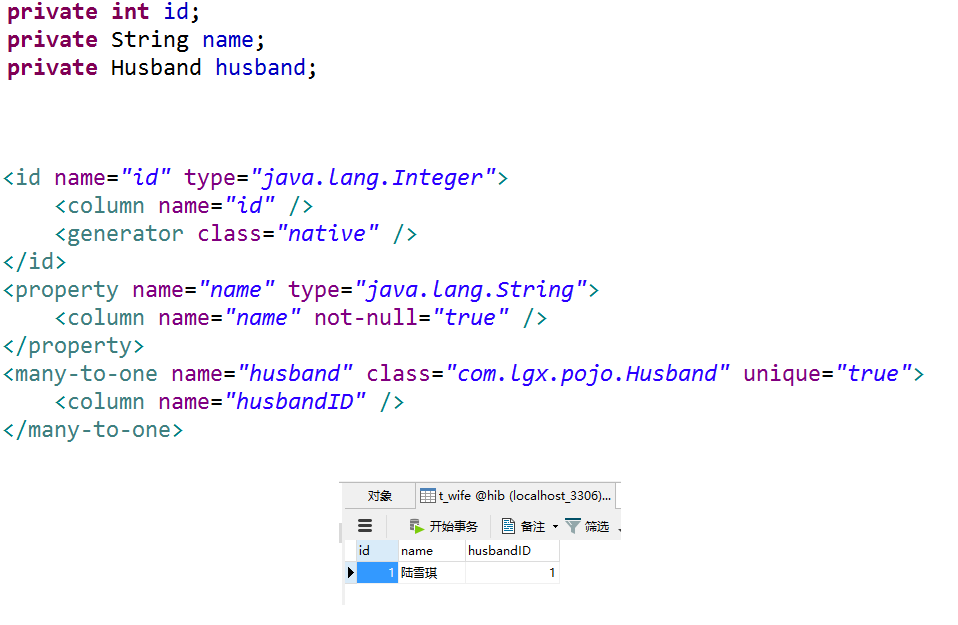 private int id;
private String name;
private Husband husband;
<id name="id" type="java.lang.Integer">
    <column name="id" />
    <generator class="native" />
</id>
<property name="name" type="java.lang.String">
    <column name="name" not-null="true" />
</property>
<many-to-one name="husband" class="com.lgx.pojo.Husband" unique="true">
    <column name="husbandID" />
</many-to-one>
对象 t_wife @hib (localhost_3306)...
开始事务 备注 筛选
id name husbandID
1 陆雪琪 1